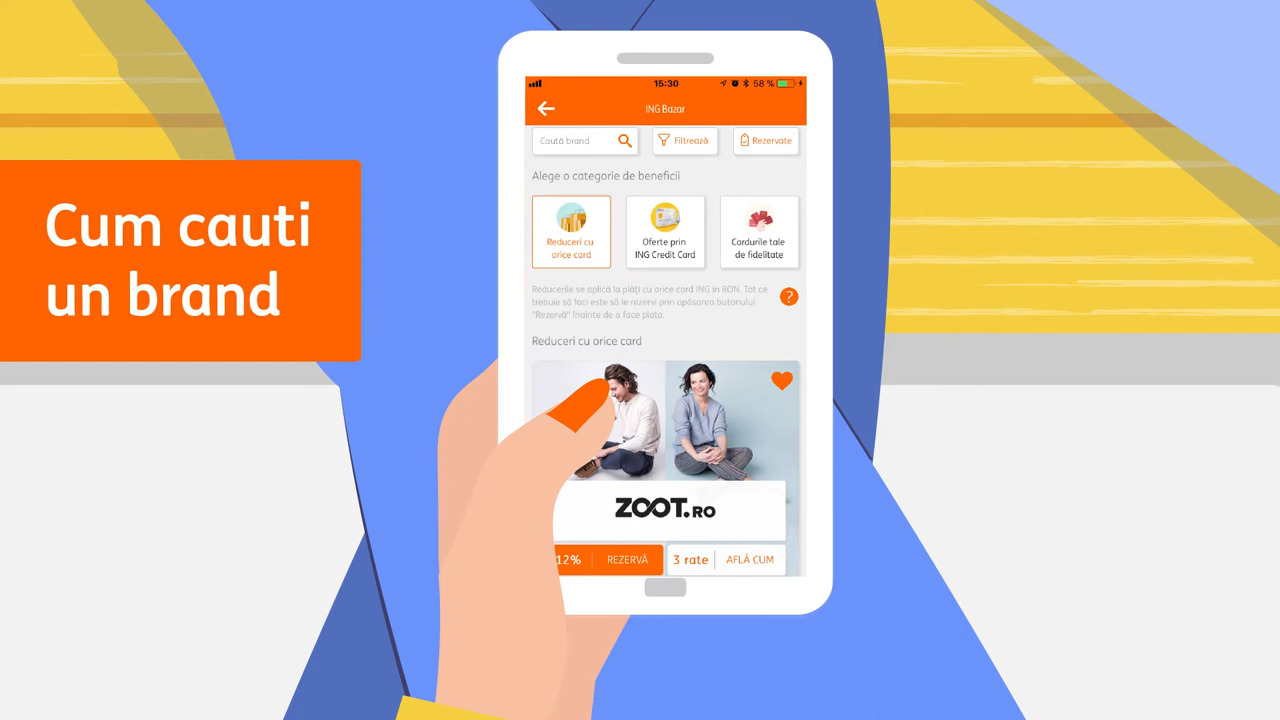 Cum cauti
un brand
15:30
58 %
ING Bazar
Caută brand
Filtrează
Rezervate
Alege o categorie de beneficii
Reduceri cu
orice card
Oferte prin
ING Credit Card
Cardurile tale
de fidelitate
Reducerile se aplică la plăți cu orice card ING in RON. Tot ce
trebuie să faci este să le rezervi prin apăsarea butonului
"Rezervă" înainte de a face plata.
?
Reduceri cu orice card
ZOOT.RO
12% REZERVĂ
3 rate AFLĂ CUM